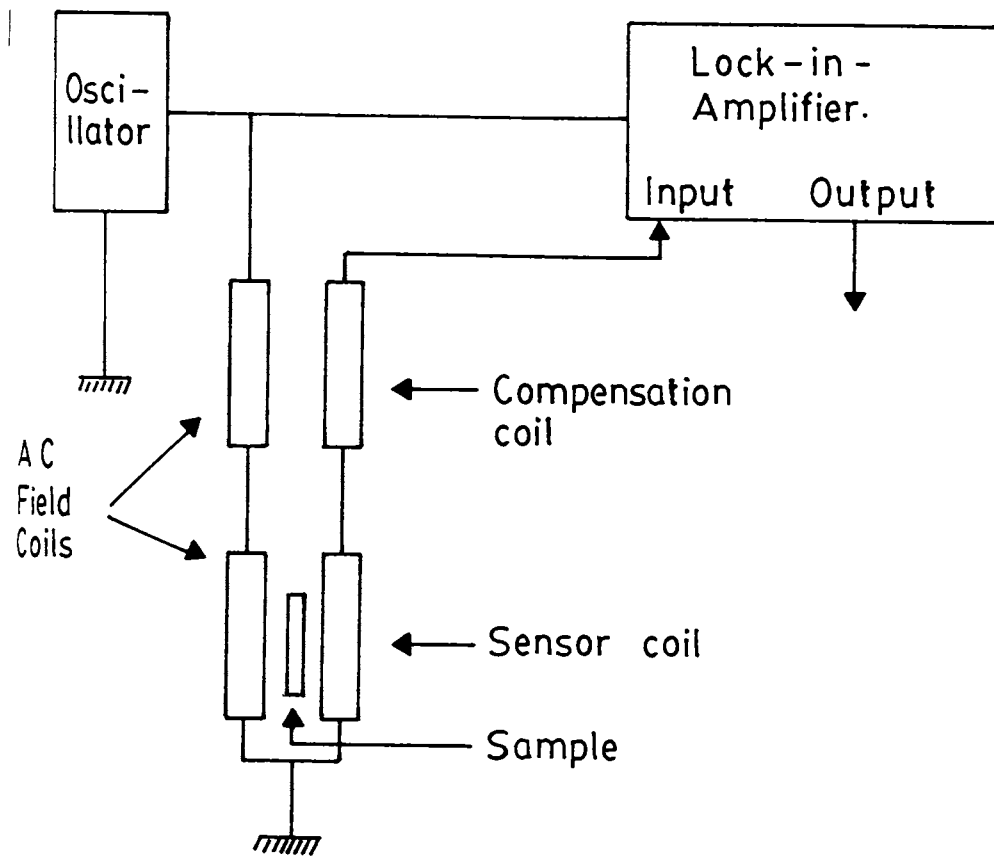 Osci-
llator
Lock-in-
Amplifier.
Input Output
Compensation
coil
AC
Field
Coils
Sensor coil
Sample